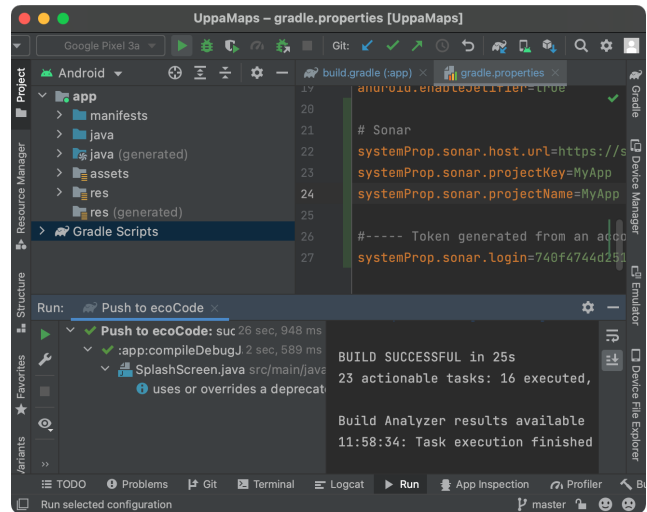 UppaMaps – gradle.properties [UppaMaps]
Google Pixel 3a
Git:
Project
Android
build.gradle (:app)
gradle.properties
Gradle
app
manifests
java
java (generated)
assets
res
res (generated)
Gradle Scripts
19 android.enableJetifier=true
20
21 # Sonar
22 systemProp.sonar.host.url=https://s
23 systemProp.sonar.projectKey=MyApp
24 systemProp.sonar.projectName=MyApp
25
26 #----- Token generated from an acco
27 systemProp.sonar.login=740f4744d251
Resource Manager
Device Manager
Structure
Emulator
Run: Push to ecoCode
Push to ecoCode: suc 26 sec, 948 ms
:app:compileDebugJ 2 sec, 589 ms
SplashScreen.java src/main/java
uses or overrides a deprecat
BUILD SUCCESSFUL in 25s
23 actionable tasks: 16 executed,
Build Analyzer results available
11:58:34: Task execution finished
Favorites
Device File Explorer
Variants
TODO Problems Git Terminal Logcat Run App Inspection Profiler Bu
Run selected configuration
master